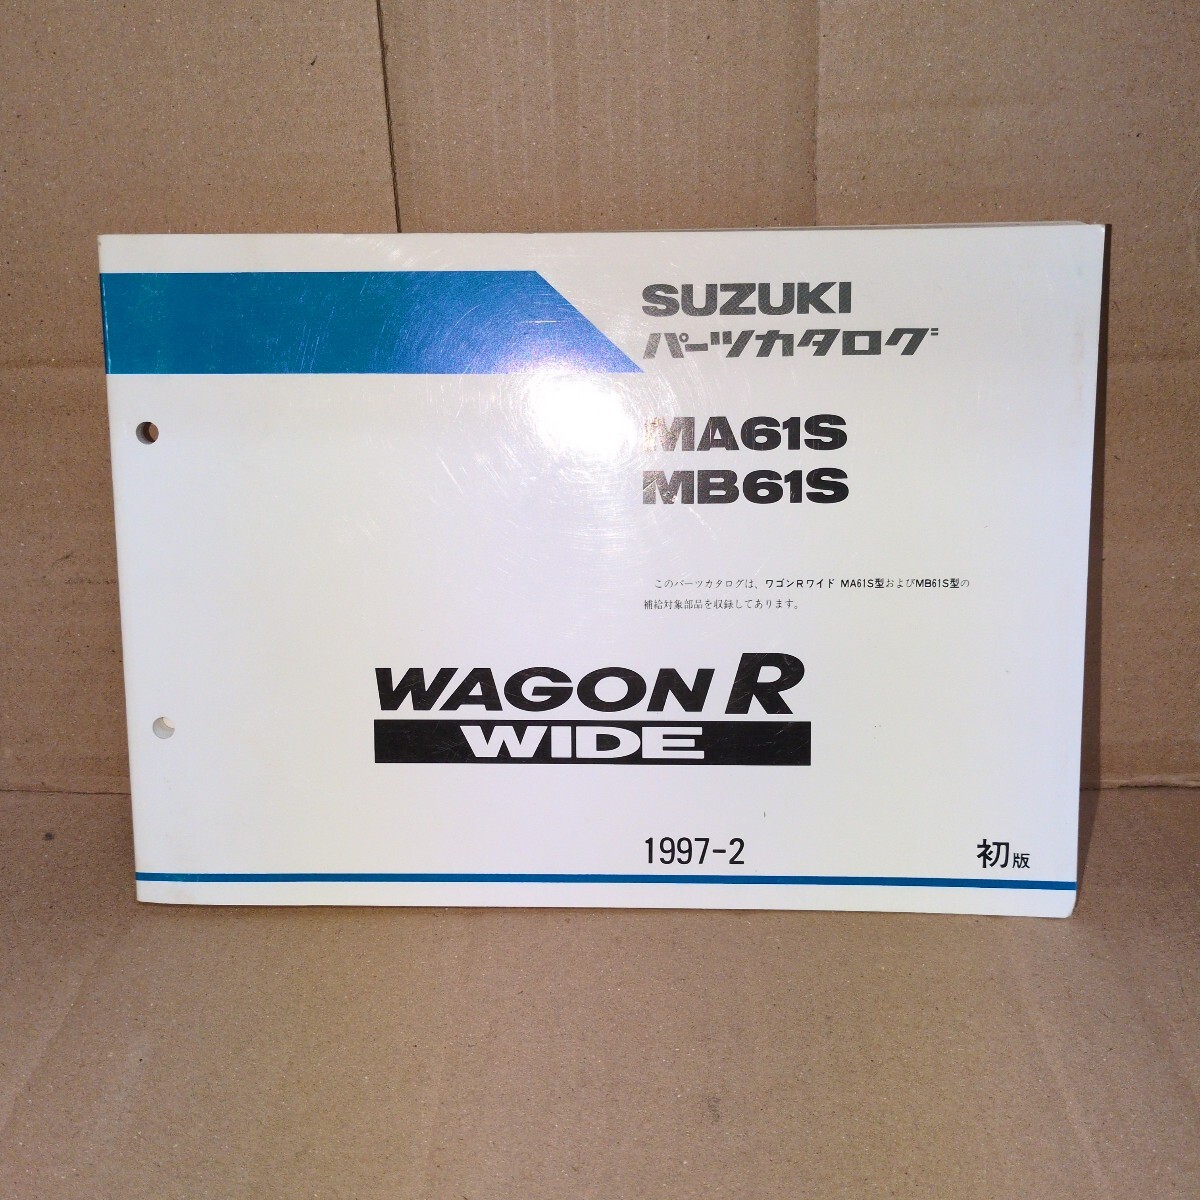 SUZUKI
パーツカタログ
MA61S
MB61S
このパーツカタログは、ワゴンRワイド MA61S型およびMB61S型の
補給対象部品を収録してあります。
WAGON R
WIDE
1997-2
初版